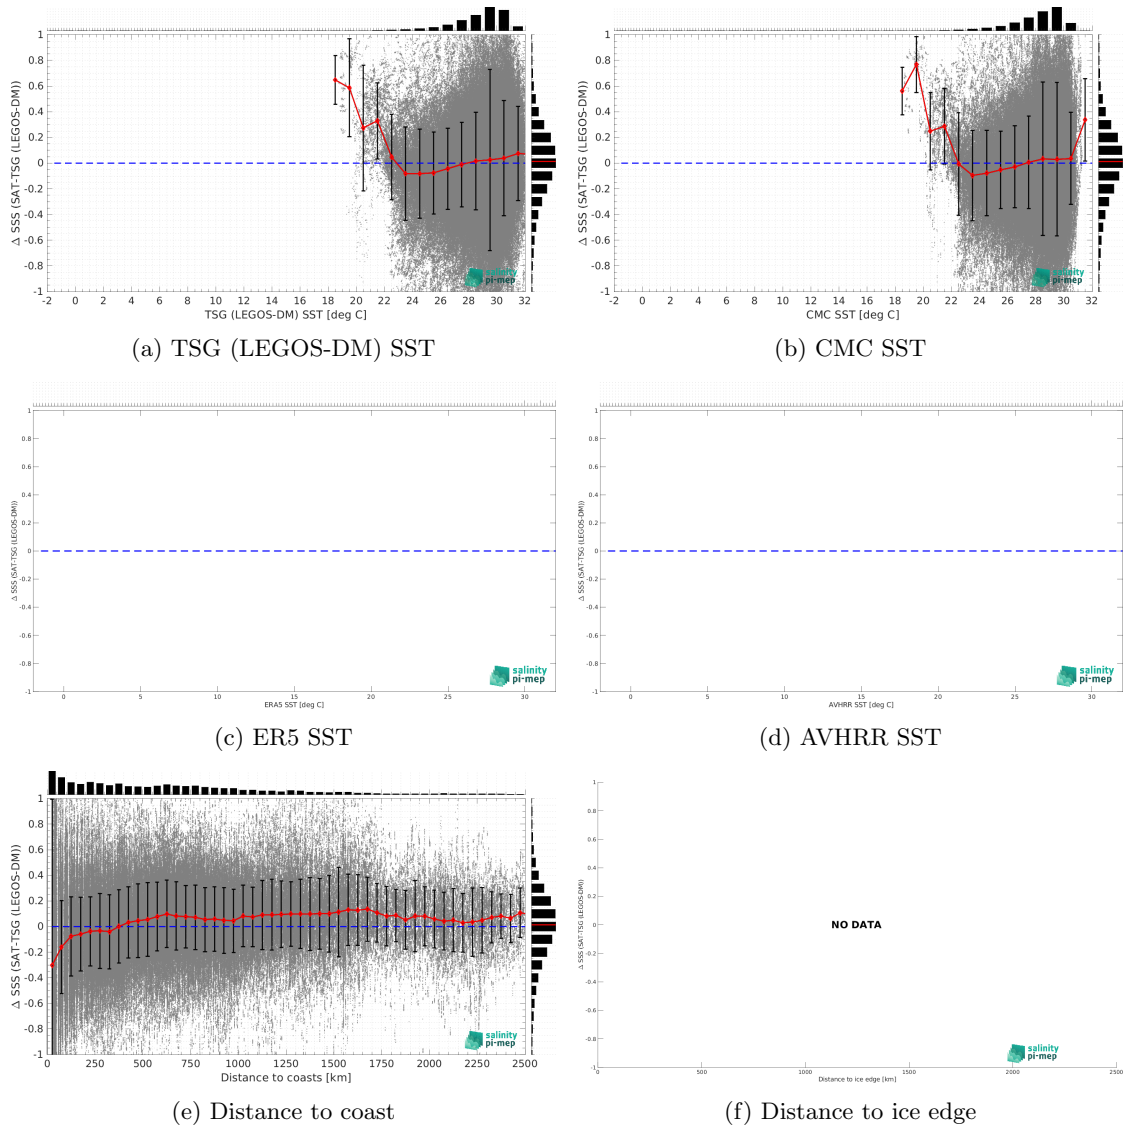 1
0.8
0.6
0.4
0.2
0
-0.2
-0.4
-0.6
-0.8
-1
Δ SSS (SAT-TSG (LEGOS-DM))
salinity
pi-mep
-2 0 2 4 6 8 10 12 14 16 18 20 22 24 26 28 30 32
TSG (LEGOS-DM) SST [deg C]
(a) TSG (LEGOS-DM) SST
1
0.8
0.6
0.4
0.2
0
-0.2
-0.4
-0.6
-0.8
-1
Δ SSS (SAT-TSG (LEGOS-DM))
salinity
pi-mep
-2 0 2 4 6 8 10 12 14 16 18 20 22 24 26 28 30 32
CMC SST [deg C]
(b) CMC SST
1
0.8
0.6
0.4
0.2
0
-0.2
-0.4
-0.6
-0.8
-1
Δ SSS (SAT-TSG (LEGOS-DM))
salinity
pi-mep
0 5 10 15 20 25 30
ERA5 SST [deg C]
(c) ER5 SST
1
0.8
0.6
0.4
0.2
0
-0.2
-0.4
-0.6
-0.8
-1
Δ SSS (SAT-TSG (LEGOS-DM))
salinity
pi-mep
0 5 10 15 20 25 30
AVHRR SST [deg C]
(d) AVHRR SST
1
0.8
0.6
0.4
0.2
0
-0.2
-0.4
-0.6
-0.8
-1
Δ SSS (SAT-TSG (LEGOS-DM))
salinity
pi-mep
0 250 500 750 1000 1250 1500 1750 2000 2250 2500
Distance to coasts [km]
(e) Distance to coast
1
0.8
0.6
0.4
0.2
0
-0.2
-0.4
-0.6
-0.8
-1
Δ SSS (SAT-TSG (LEGOS-DM))
NO DATA
salinity
pi-mep
0 500 1000 1500 2000 2500
Distance to ice edge [km]
(f) Distance to ice edge